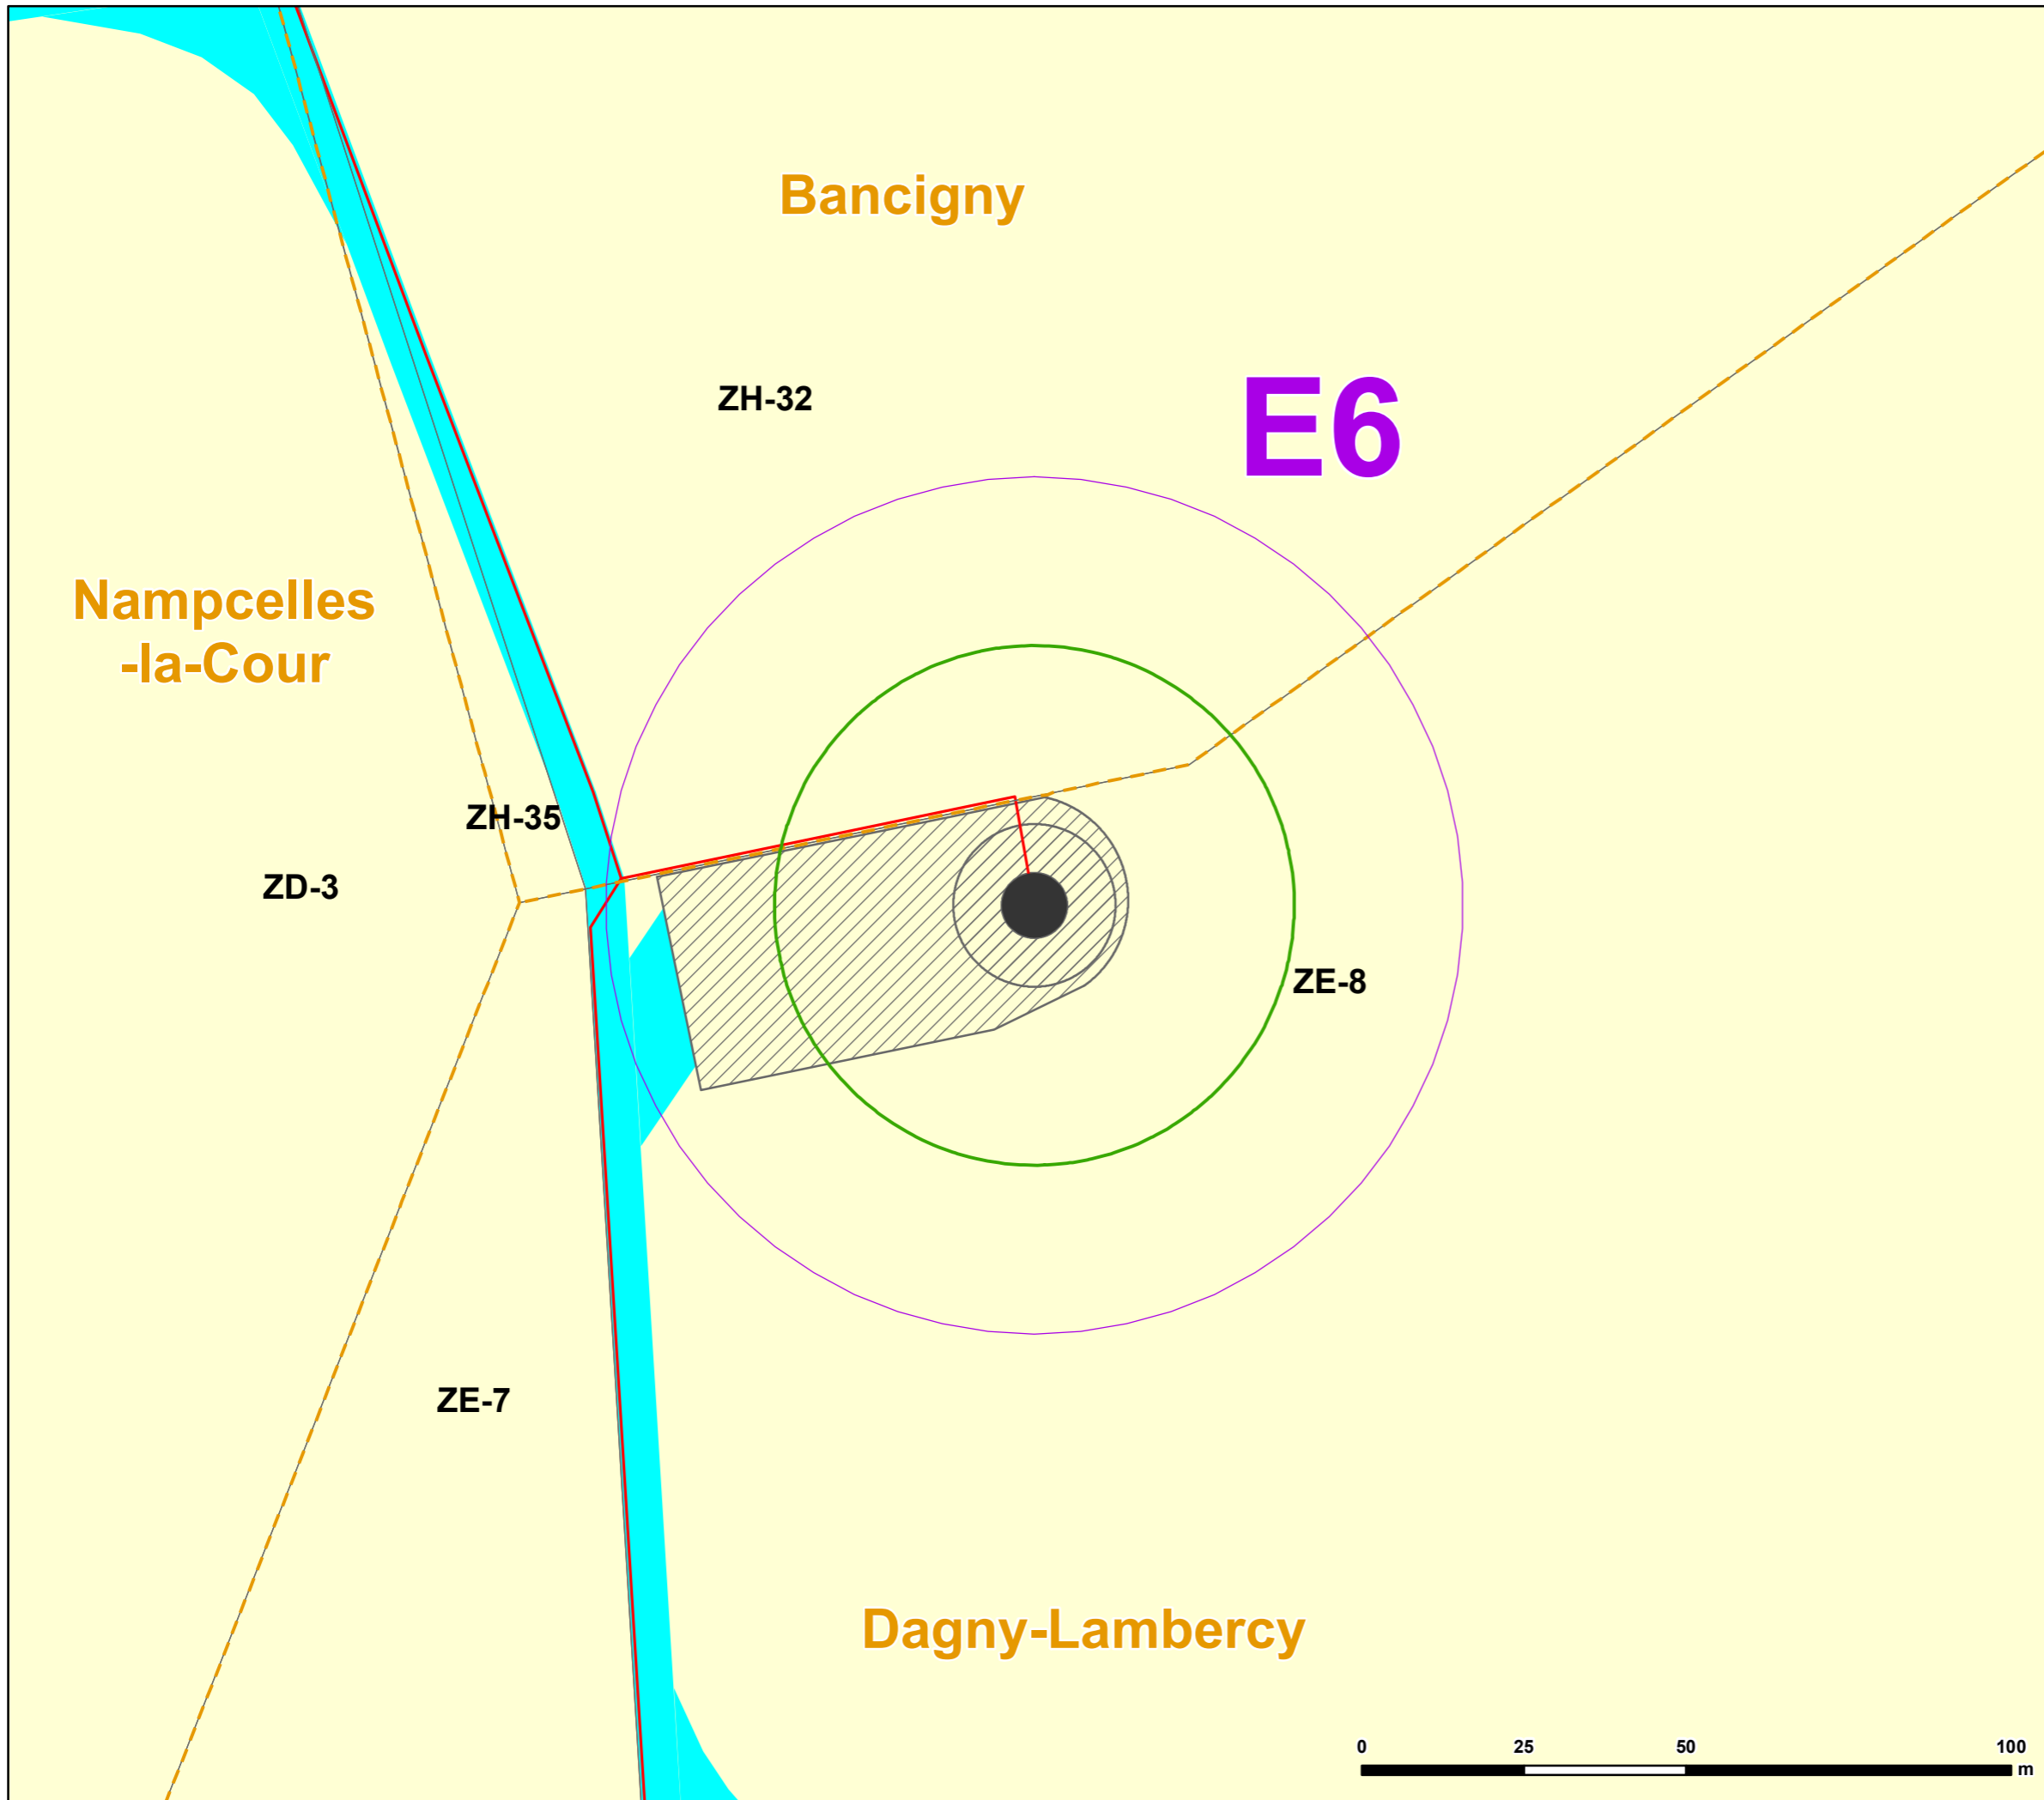 Bancigny
ZH-32
E6
Nampcelles
-la-Cour
ZH-35
ZD-3
ZE-8
ZE-7
Dagny-Lambercy
0 25 50 100
m